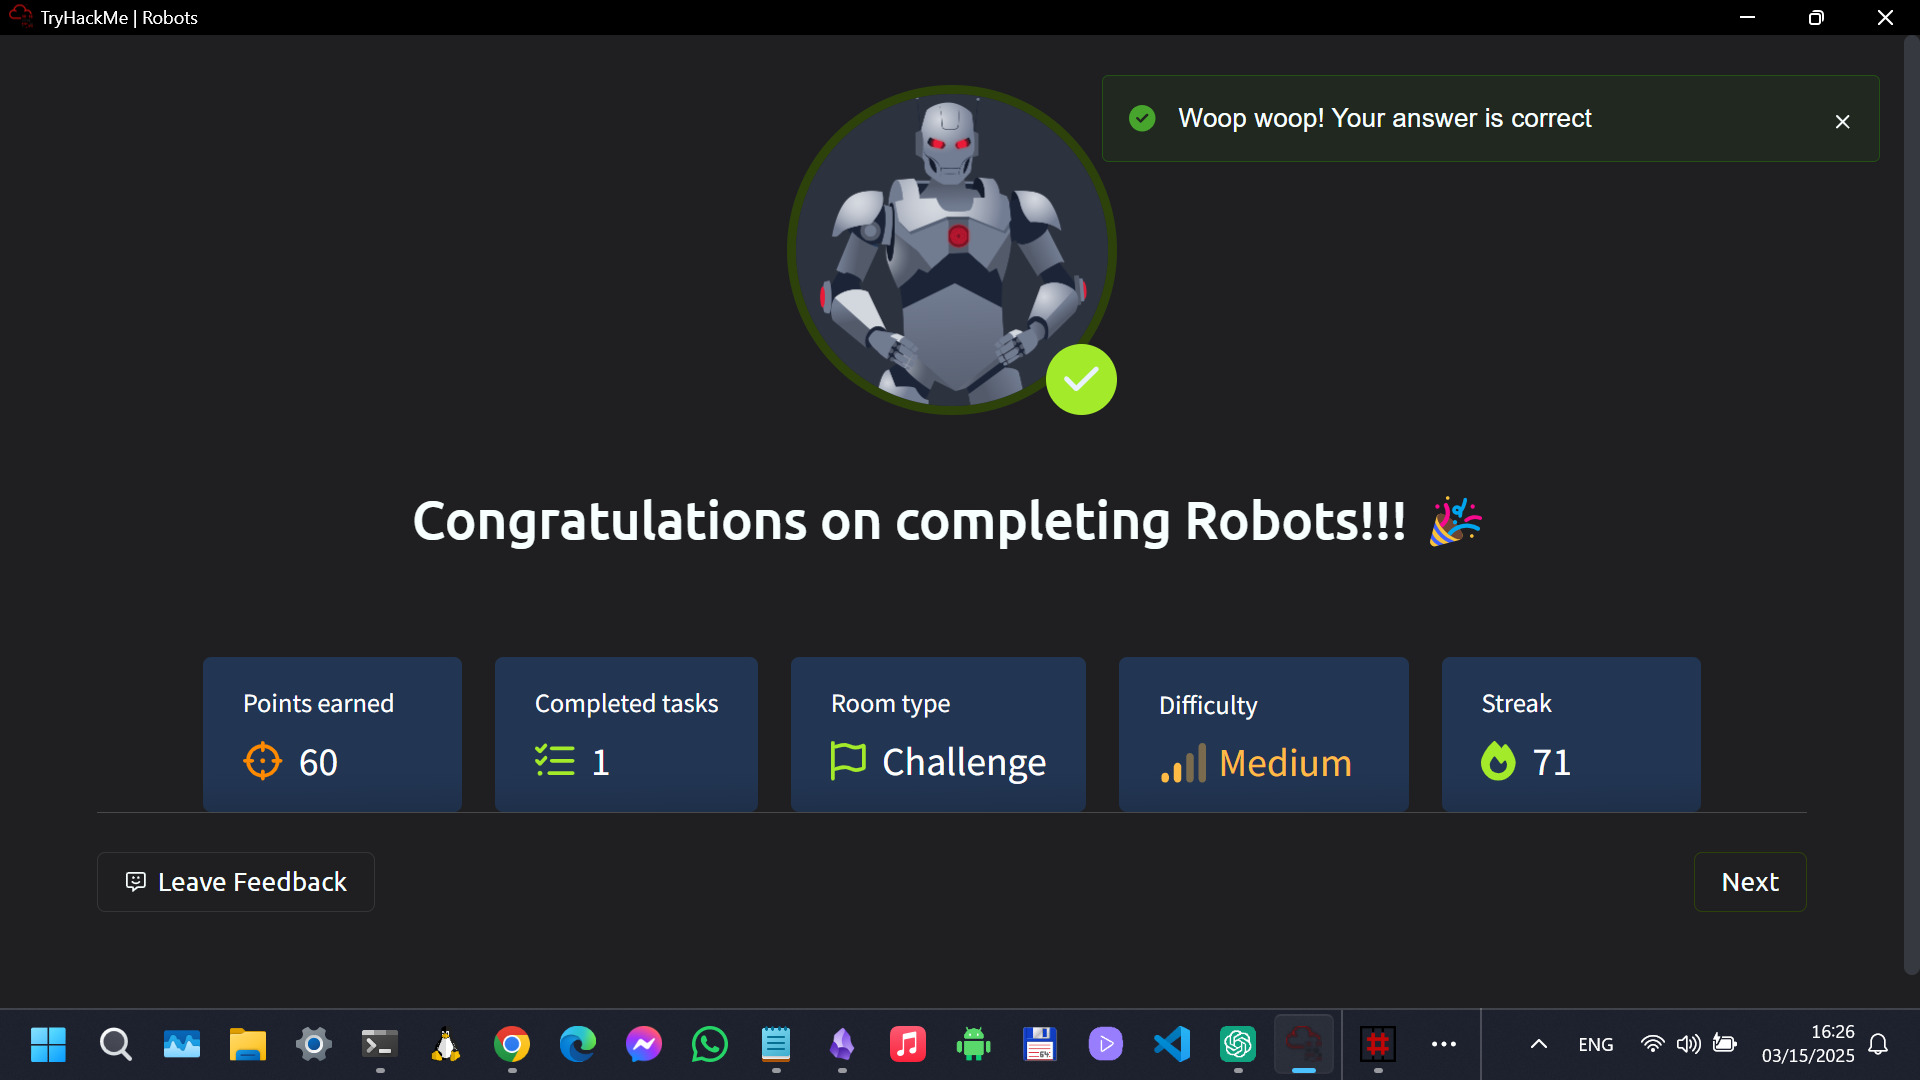 TryHackMe | Robots
Woop woop! Your answer is correct
Congratulations on completing Robots!!! 🎉
Points earned
60
Completed tasks
1
Room type
Challenge
Difficulty
Medium
Streak
71
Leave Feedback
Next
64
ENG
16:26
03/15/2025